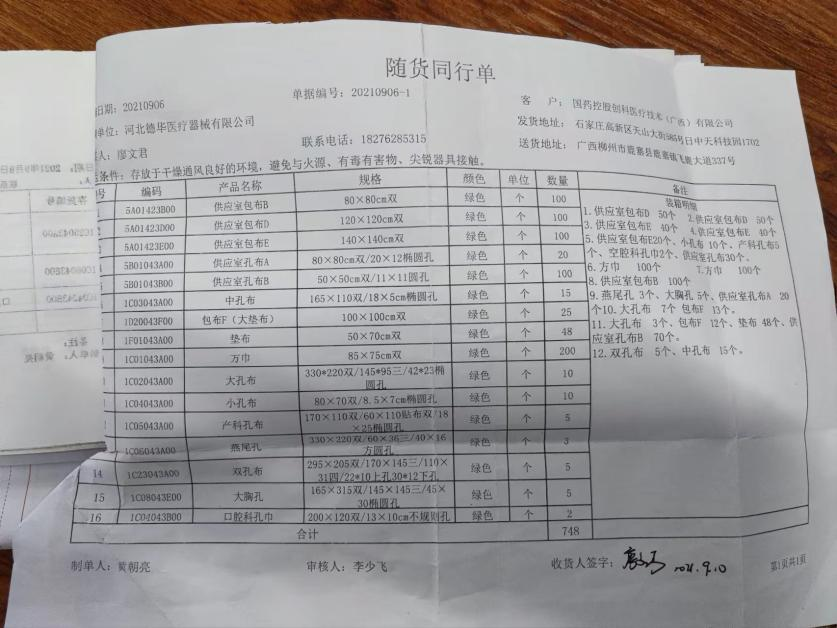 随货同行单
日期：20210906
单据编号：20210906-1
客 户：国药控股创科医疗技术（广西）有限公司
单位：河北德华医疗器械有限公司
发货地址：石家庄高新区天山大街585号日中天科技园1702
人：廖文君
联系电话：18276285315
送货地址：广西柳州市鹿寨县鹿寨镇飞鹿大道337号
条件：存放于干燥通风良好的环境，避免与火源、有毒有害物、尖锐器具接触。
号 编码 产品名称 规格 颜色 单位 数量 备注
5A01423B00 供应室包布B 80×80cm双 绿色 个 100
5A01423D00 供应室包布D 120×120cm双 绿色 个 100
5A01423E00 供应室包布E 140×140cm双 绿色 个 100
5B01043A00 供应室孔布A 80×80cm双/20×12椭圆孔 绿色 个 20
5B01043B00 供应室孔布B 50×50cm双/11×11圆孔 绿色 个 100
1C03043A00 中孔布 165×110双/18×5cm椭圆孔 绿色 个 15
1D20043F00 包布F（大垫布） 100×100cm双 绿色 个 25
1F01043A00 垫布 50×70cm双 绿色 个 48
1C01043A00 方巾 85×75cm双 绿色 个 200
1C02043A00 大孔布 330*220双/145*95三/42*23椭圆孔 绿色 个 10
1C04043A00 小孔布 80×70双/8.5×7cm椭圆孔 绿色 个 10
1C05043A00 产科孔布 170×110双/60×110贴布双/18×25椭圆孔 绿色 个 5
1C06043A00 燕尾孔 330×220双/60×36三/40×16方圆孔 绿色 个 3
14 1C23043A00 双孔布 295×205双/170×145三/110×31四/22*10上孔30*12下孔 绿色 个 5
15 1C08043E00 大胸孔 165×315双/145×145三/45×30椭圆孔 绿色 个 5
16 1C04043B00 口腔科孔巾 200×120双/13×10cm不规则孔 绿色 个 2
装箱明细
1.供应室包布D 50个 2.供应室包布D 50个
3.供应室包布E 40个 4.供应室包布E 40个
5.供应室包布E20个、小孔布 10个、产科孔布5
个、空腔科孔巾2个、供应室孔布30个。
6.方巾 100个 7.方巾 100个
8.供应室包布B 100个
9.燕尾孔 3个、大胸孔 5个、供应室孔布A 20
个10.大孔布 7个 包布F 13个。
11.大孔布 3个、包布F 12个、垫布 48个、供
应室孔布B 70个。
12.双孔布 5个、中孔布 15个。
合计 748
制单人：黄朝亮
审核人：李少飞
收货人签字：
2021.9.10
第1页共1页